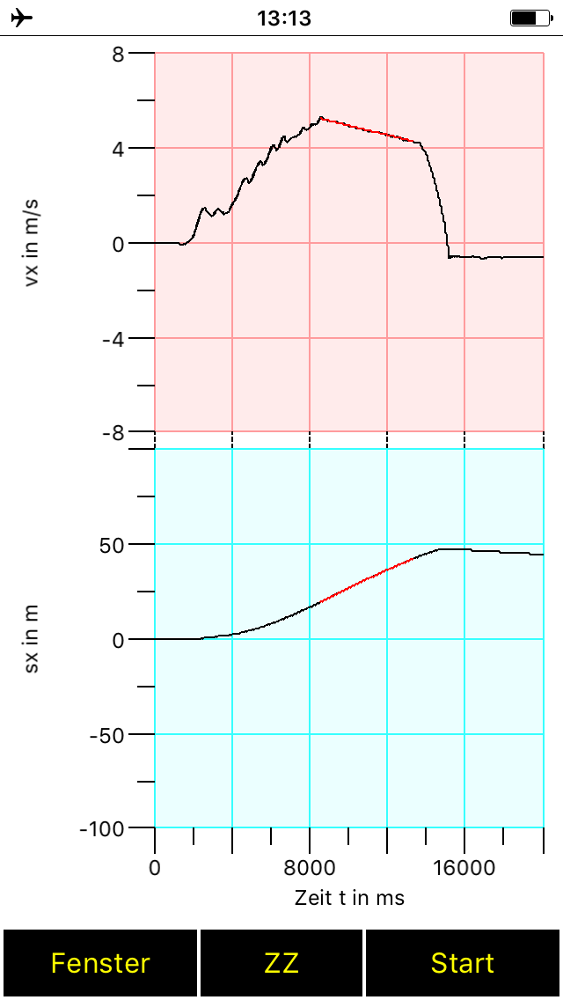 13:13
8
4
0
-4
-8
vx in m/s
50
0
-50
-100
sx in m
0 8000 16000
Zeit t in ms
Fenster ZZ Start